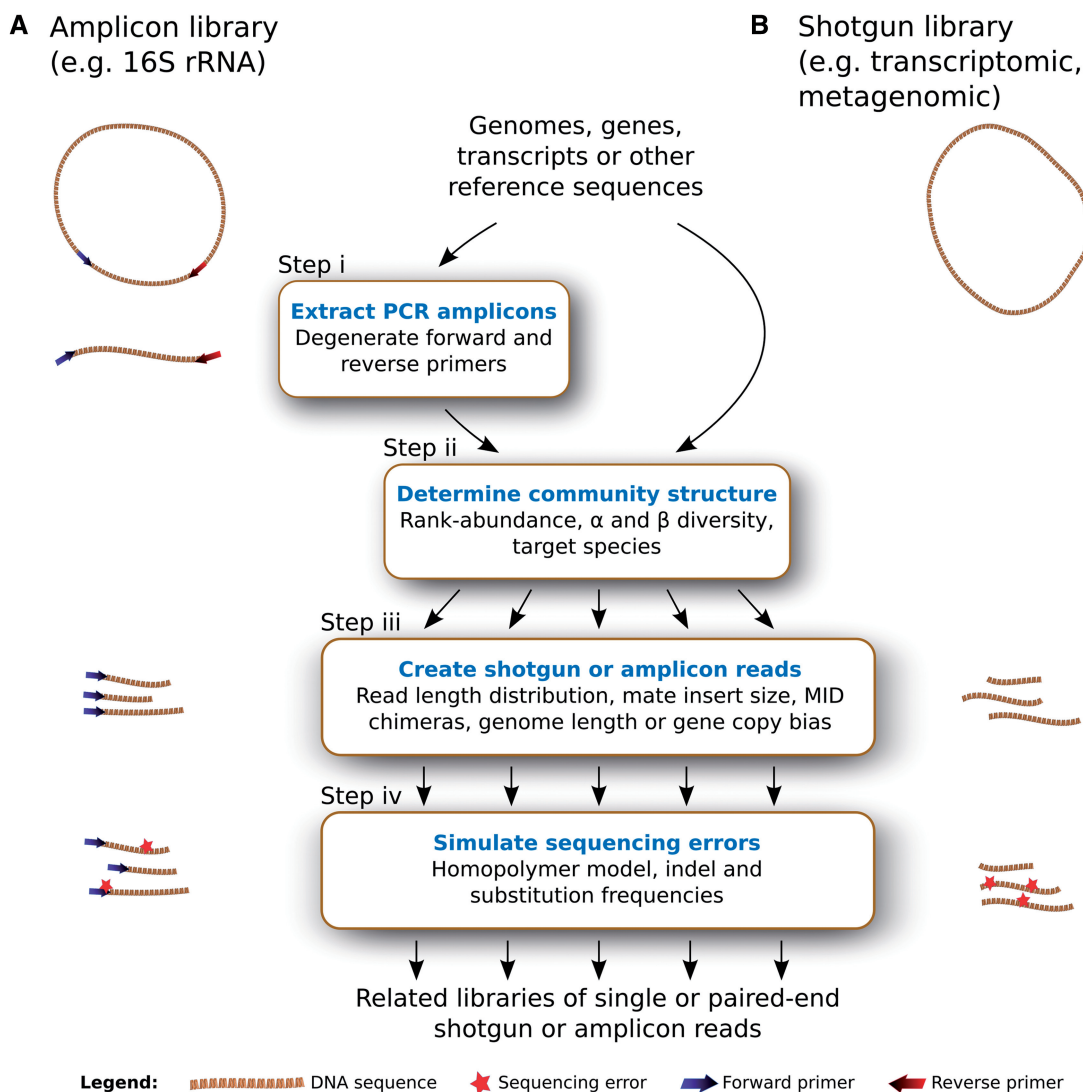 A Amplicon library
(e.g. 16S rRNA)
B Shotgun library
(e.g. transcriptomic,
metagenomic)
Genomes, genes,
transcripts or other
reference sequences
Step i
Extract PCR amplicons
Degenerate forward and
reverse primers
Step ii
Determine community structure
Rank-abundance, α and β diversity,
target species
Step iii
Create shotgun or amplicon reads
Read length distribution, mate insert size, MID
chimeras, genome length or gene copy bias
Step iv
Simulate sequencing errors
Homopolymer model, indel and
substitution frequencies
Related libraries of single or paired-end
shotgun or amplicon reads
Legend: DNA sequence Sequencing error Forward primer Reverse primer